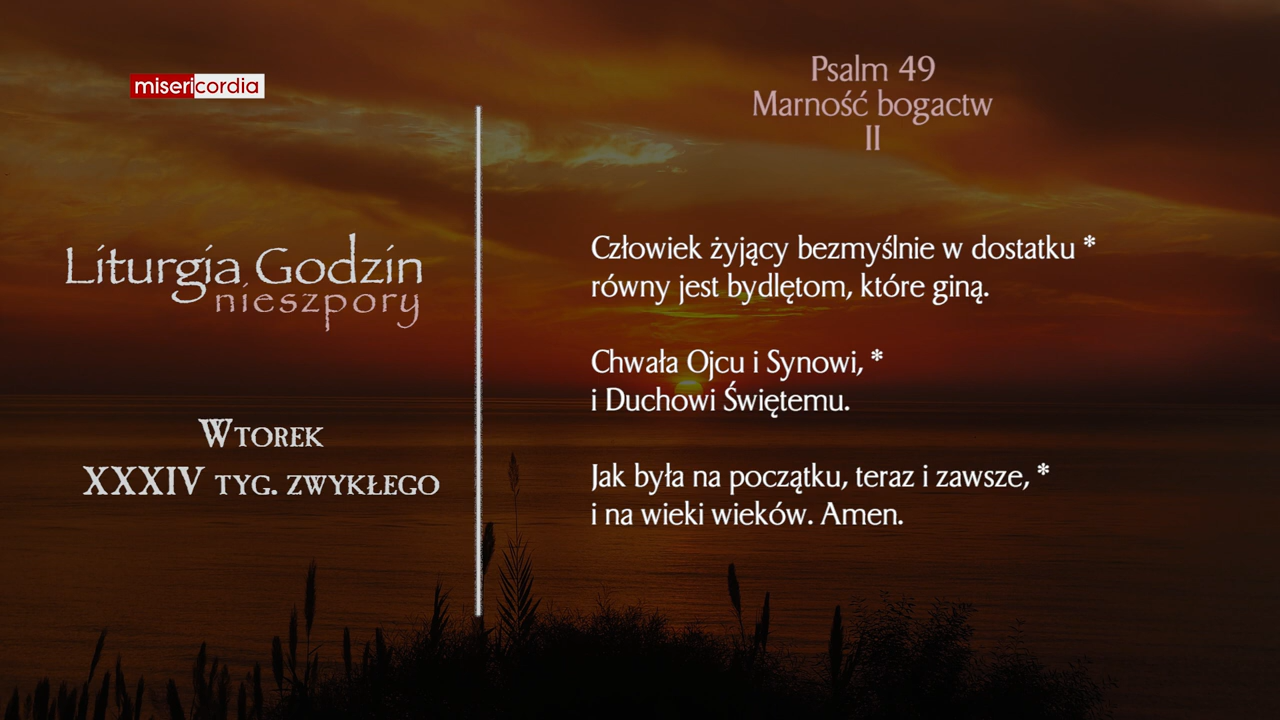 misericordia
Liturgia Godzin
nieszpory
Wtorek
XXXIV tyg. zwykłego
Psalm 49
Marność bogactw
II
Człowiek żyjący bezmyślnie w dostatku *
równy jest bydlętom, które giną.
Chwała Ojcu i Synowi, *
i Duchowi Świętemu.
Jak była na początku, teraz i zawsze, *
i na wieki wieków. Amen.